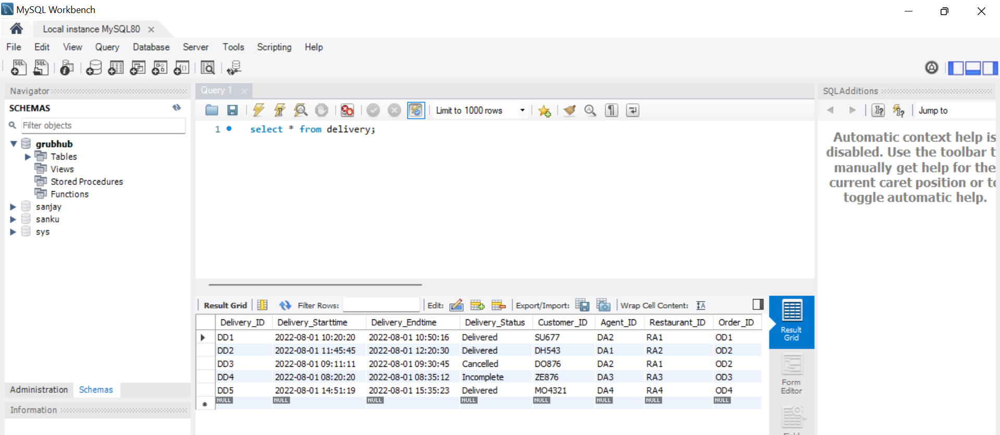 MySQL Workbench
Local instance MySQL80
File Edit View Query Database Server Tools Scripting Help
SQL SQL
Navigator
SCHEMAS
Filter objects
grubhub
Tables
Views
Stored Procedures
Functions
sanjay
sanku
sys
Administration Schemas
Information
Query 1
Limit to 1000 rows
1 select * from delivery;
Result Grid Filter Rows: Edit: Export/Import: Wrap Cell Content:
Delivery_ID Delivery_Starttime Delivery_Endtime Delivery_Status Customer_ID Agent_ID Restaurant_ID Order_ID
DD1 2022-08-01 10:20:20 2022-08-01 10:50:16 Delivered SU677 DA2 RA1 OD1
DD2 2022-08-01 11:45:45 2022-08-01 12:20:30 Delivered DH543 DA1 RA2 OD2
DD3 2022-08-01 09:11:11 2022-08-01 09:30:45 Cancelled DO876 DA2 RA1 OD2
DD4 2022-08-01 08:20:20 2022-08-01 08:35:12 Incomplete ZE876 DA3 RA3 OD3
DD5 2022-08-01 14:51:19 2022-08-01 15:35:23 Delivered MO4321 DA4 RA4 OD4
NULL NULL NULL NULL NULL NULL NULL NULL
Result
Grid
Form
Editor
SQLAdditions
Jump to
Automatic context help is
disabled. Use the toolbar t
manually get help for the
current caret position or to
toggle automatic help.